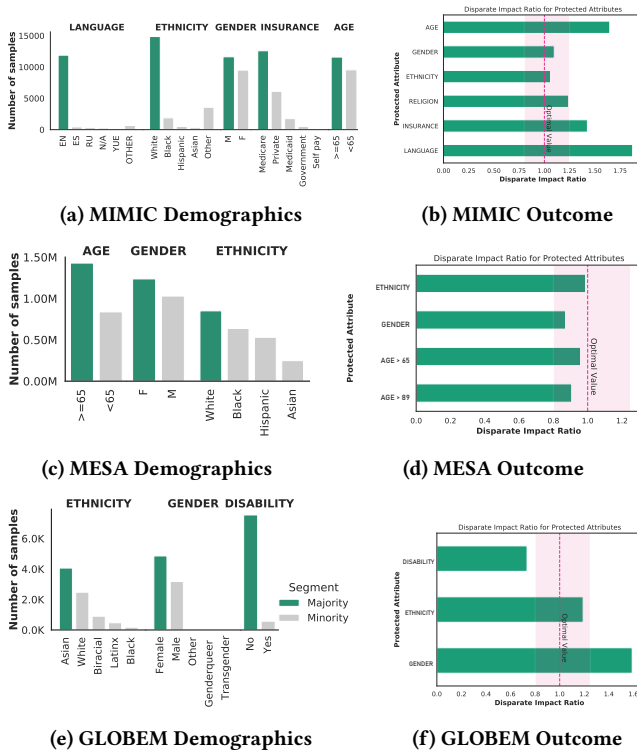 LANGUAGE ETHNICITY GENDER INSURANCE AGE
Number of samples
15000
10000
5000
0
EN ES RU N/A YUE OTHER White Black Hispanic Asian Other M F Medicare Private Medicaid Government Self pay >=65 <65
(a) MIMIC Demographics
Disparate Impact Ratio for Protected Attributes
Protected Attribute
AGE
GENDER
ETHNICITY
RELIGION
INSURANCE
LANGUAGE
Optimal Value
0.00 0.25 0.50 0.75 1.00 1.25 1.50 1.75
Disparate Impact Ratio
(b) MIMIC Outcome
AGE GENDER ETHNICITY
Number of samples
1.50M
1.00M
0.50M
0.00M
>=65 <65 F M White Black Hispanic Asian
(c) MESA Demographics
Disparate Impact Ratio for Protected Attributes
Protected Attribute
ETHNICITY
GENDER
AGE > 65
AGE > 89
Optimal Value
0.0 0.2 0.4 0.6 0.8 1.0 1.2
Disparate Impact Ratio
(d) MESA Outcome
ETHNICITY GENDER DISABILITY
Number of samples
6.0K
4.0K
2.0K
0.0K
Asian White Biracial Latinx Black Female Male Other Genderqueer Transgender No Yes
Segment
Majority
Minority
(e) GLOBEM Demographics
Disparate Impact Ratio for Protected Attributes
Protected Attribute
DISABILITY
ETHNICITY
GENDER
Optimal Value
0.0 0.2 0.4 0.6 0.8 1.0 1.2 1.4 1.6
Disparate Impact Ratio
(f) GLOBEM Outcome